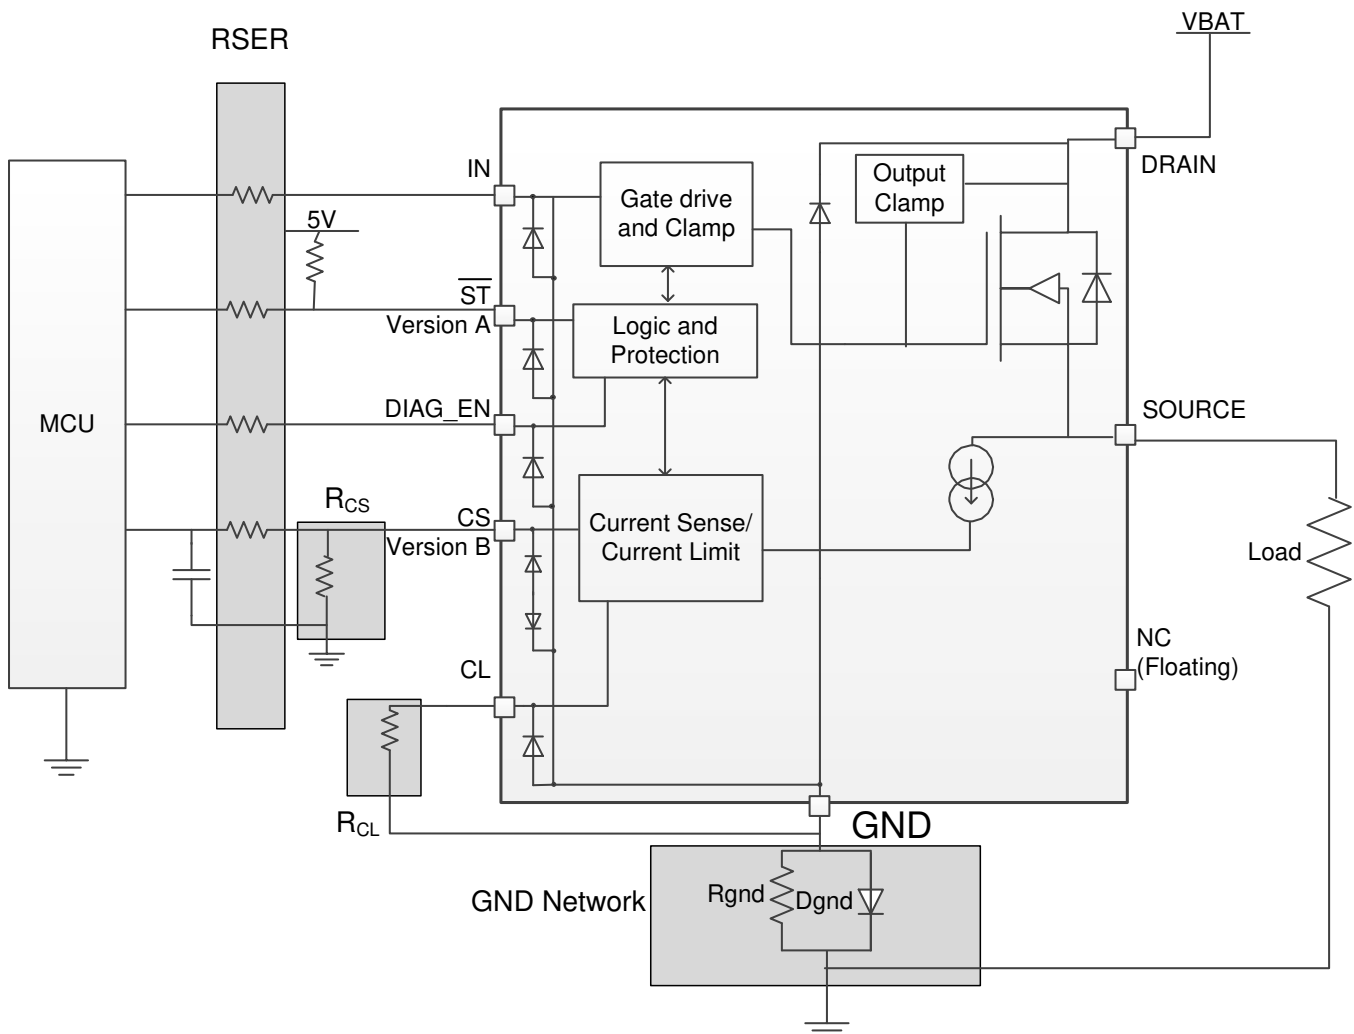 VBAT
RSER
DRAIN
IN
Gate drive
and Clamp
Output
Clamp
5V
ST
Version A
Logic and
Protection
DIAG_EN
SOURCE
MCU
RCS
CS
Version B
Current Sense/
Current Limit
Load
NC
(Floating)
CL
RCL
GND
GND Network
Rgnd
Dgnd